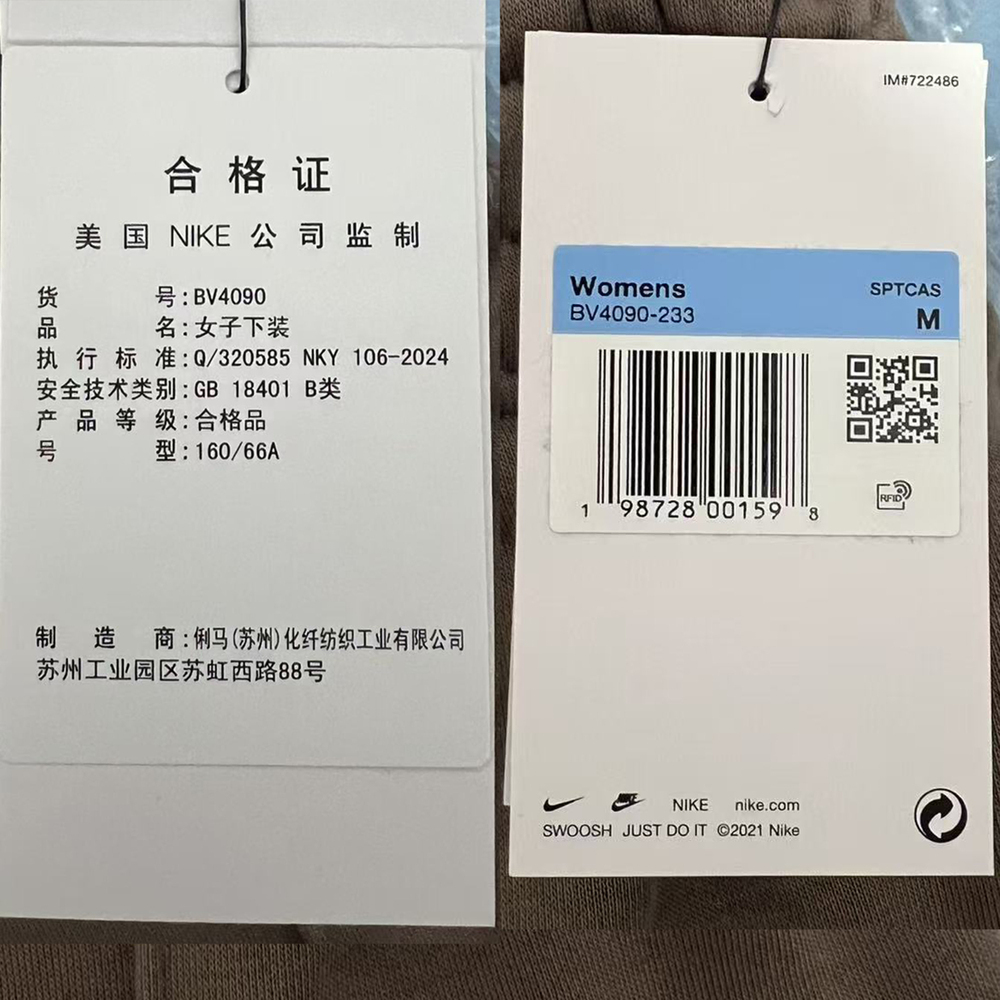 合格证
美国 NIKE 公司监制
货号:BV4090
品名:女子下装
执行标准:Q/320585 NKY 106-2024
安全技术类别:GB 18401 B类
产品等级:合格品
号型:160/66A
制造商:俐马(苏州)化纤纺织工业有限公司
苏州工业园区苏虹西路88号
IM#722486
Womens SPTCAS
BV4090-233 M
1 98728 00159 8
RFID
NIKE nike.com
SWOOSH JUST DO IT ©2021 Nike